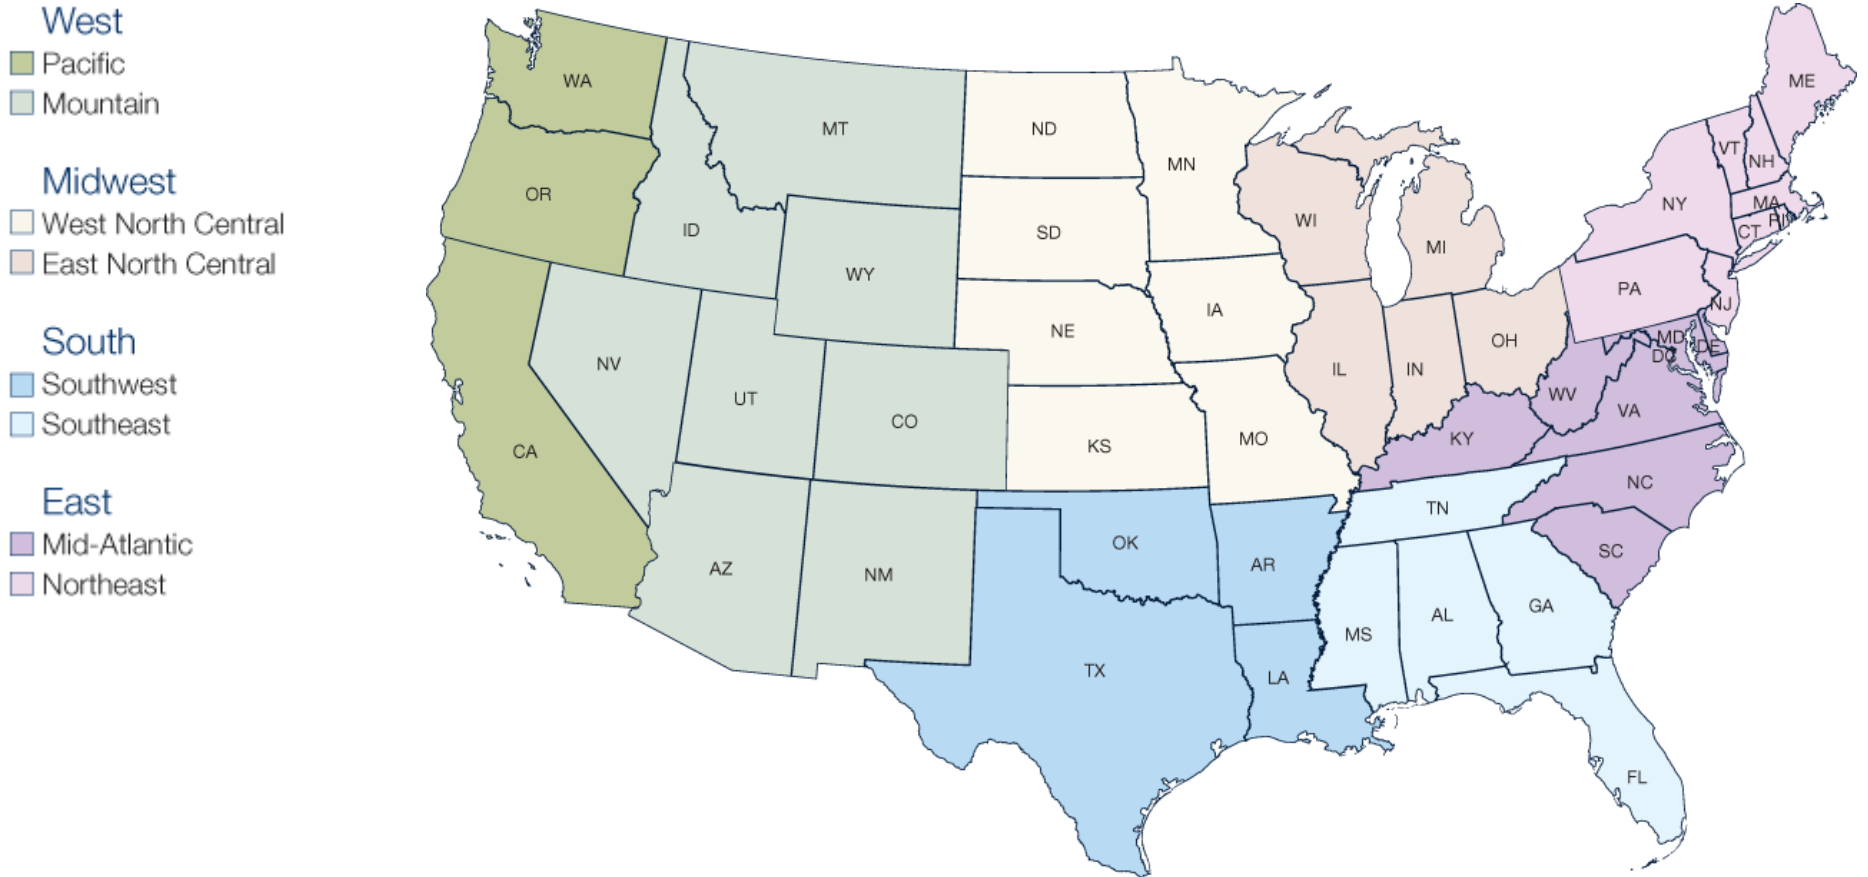 West
Pacific
Mountain
Midwest
West North Central
East North Central
South
Southwest
Southeast
East
Mid-Atlantic
Northeast
WA
OR
CA
ID
NV
MT
WY
UT
CO
AZ
NM
ND
SD
NE
KS
MN
IA
MO
OK
TX
AR
LA
WI
IL
MI
IN
OH
KY
TN
MS
AL
GA
FL
SC
NC
VA
WV
MD
DC
DE
PA
NJ
NY
CT
RI
MA
VT
NH
ME